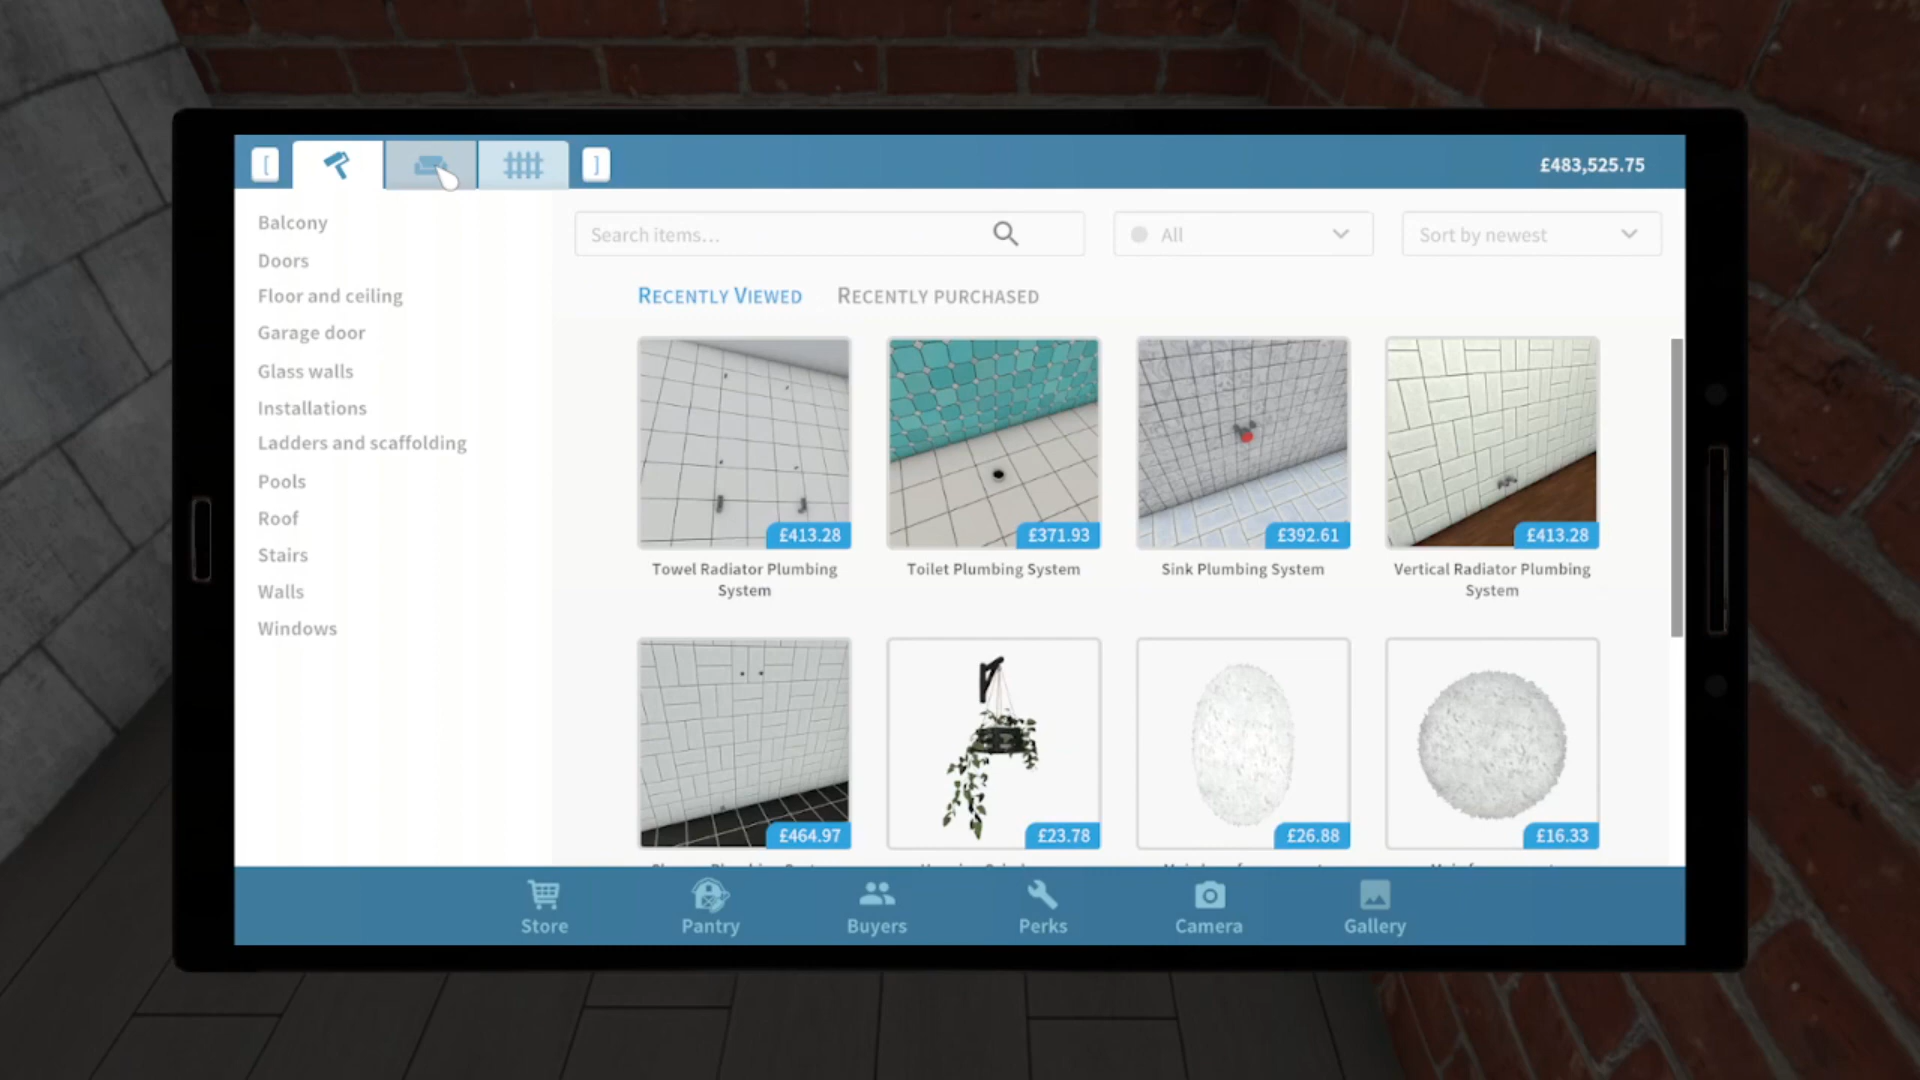 [
]
£483,525.75
Balcony
Doors
Floor and ceiling
Garage door
Glass walls
Installations
Ladders and scaffolding
Pools
Roof
Stairs
Walls
Windows
Search items...
All
Sort by newest
RECENTLY VIEWED
RECENTLY PURCHASED
£413.28
£371.93
£392.61
£413.28
Towel Radiator Plumbing
System
Toilet Plumbing System
Sink Plumbing System
Vertical Radiator Plumbing
System
£464.97
£23.78
£26.88
£16.33
Store
Pantry
Buyers
Perks
Camera
Gallery